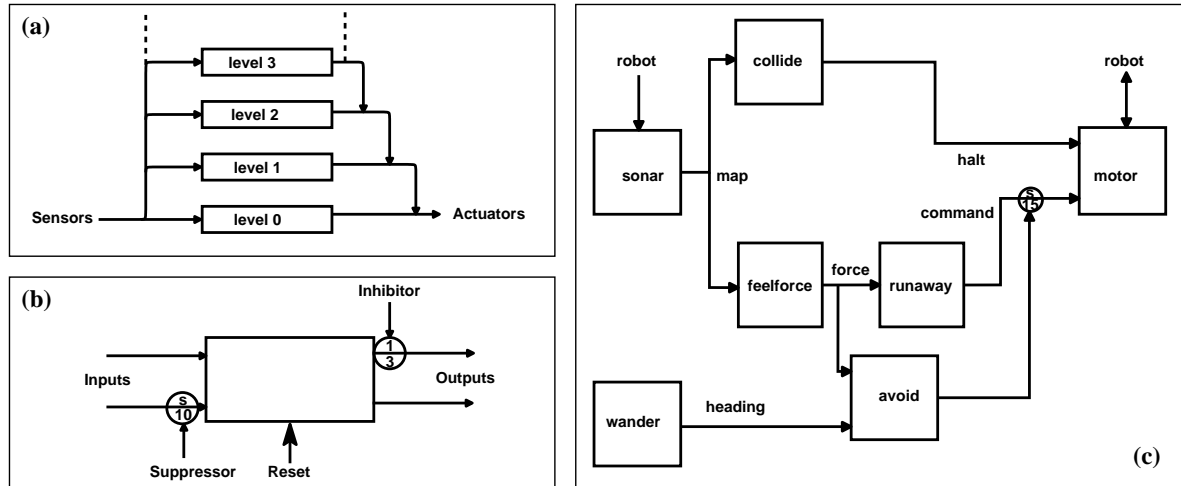 (a)
level 3
level 2
level 1
level 0
Sensors
Actuators
(b)
Inhibitor
1
3
Inputs
Outputs
s
10
Suppressor
Reset
robot
collide
robot
sonar
map
halt
motor
command
s
15
force
feelforce
runaway
heading
avoid
wander
(c)